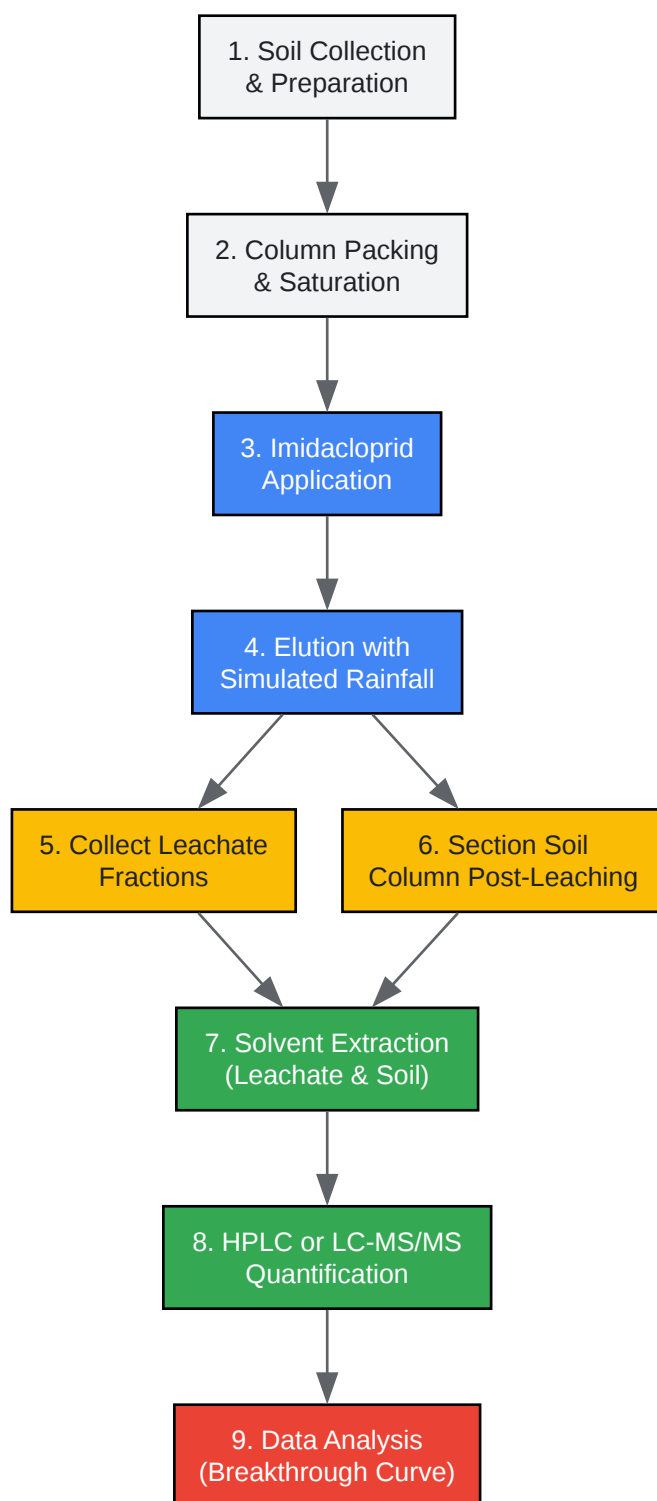 1. Soil Collection
& Preparation
2. Column Packing
& Saturation
3. Imidacloprid
Application
4. Elution with
Simulated Rainfall
5. Collect Leachate
Fractions
6. Section Soil
Column Post-Leaching
7. Solvent Extraction
(Leachate & Soil)
8. HPLC or LC-MS/MS
Quantification
9. Data Analysis
(Breakthrough Curve)